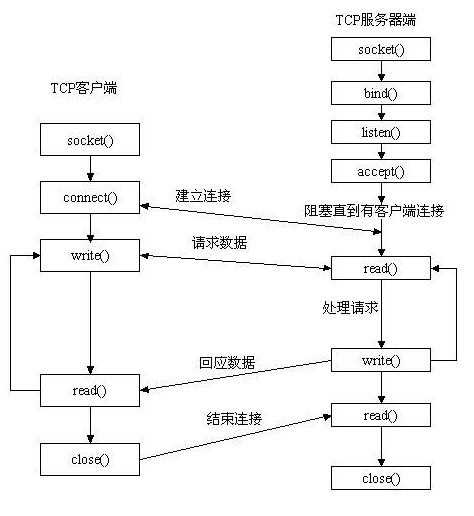 TCP服务器端
socket()
bind()
TCP客户端
listen()
socket()
accept()
connect()
建立连接
阻塞直到有客户端连接
请求数据
write()
read()
处理请求
回应数据
write()
read()
结束连接
read()
close()
close()